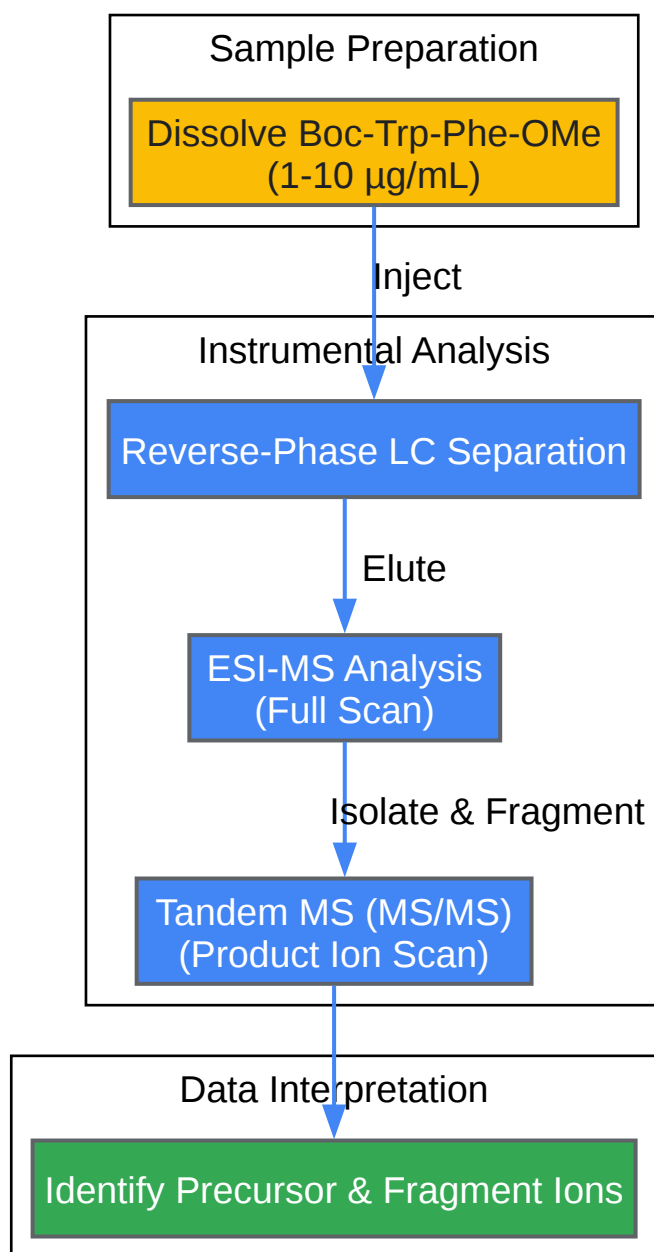 Sample Preparation
Dissolve Boc-Trp-Phe-OMe
(1-10 µg/mL)
Inject
Instrumental Analysis
Reverse-Phase LC Separation
Elute
ESI-MS Analysis
(Full Scan)
Isolate & Fragment
Tandem MS (MS/MS)
(Product Ion Scan)
Data Interpretation
Identify Precursor & Fragment Ions